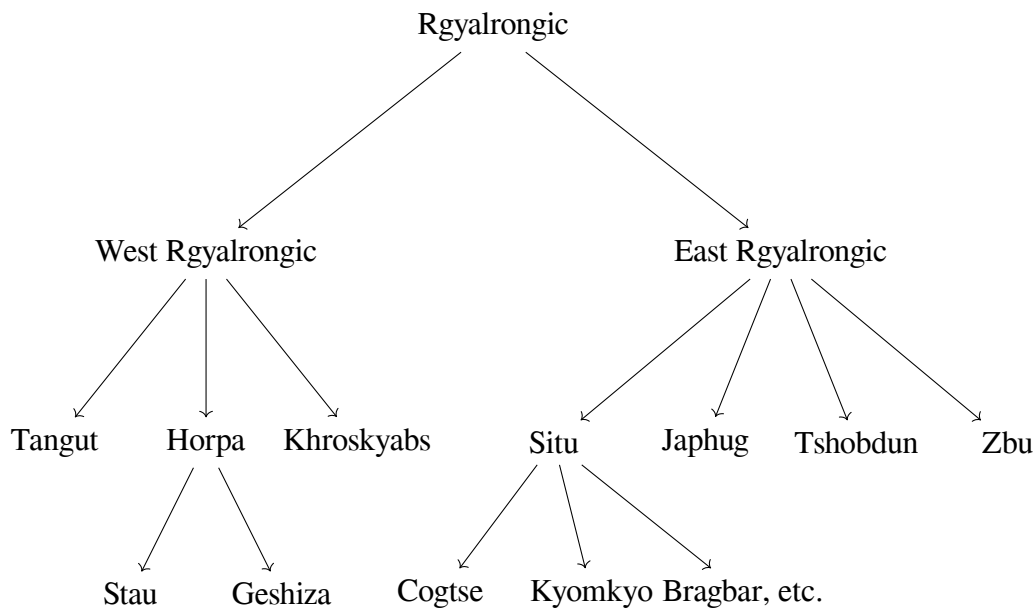 Rgyalrongic
West Rgyalrongic East Rgyalrongic
Tangut Horpa Khroskyabs Situ Japhug Tshobdun Zbu
Stau Geshiza Cogtse Kyomkyo Bragbar, etc.